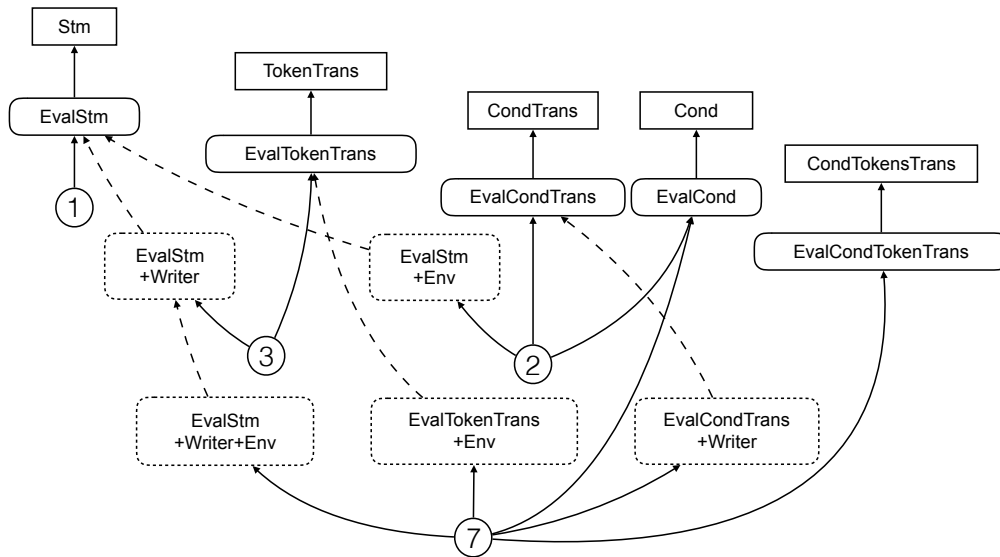 Stm
TokenTrans
CondTrans
Cond
EvalStm
EvalTokenTrans
CondTokensTrans
EvalCondTrans
EvalCond
1
EvalStm
+Writer
EvalStm
+Env
EvalCondTokenTrans
3
2
EvalStm
+Writer+Env
EvalTokenTrans
+Env
EvalCondTrans
+Writer
7